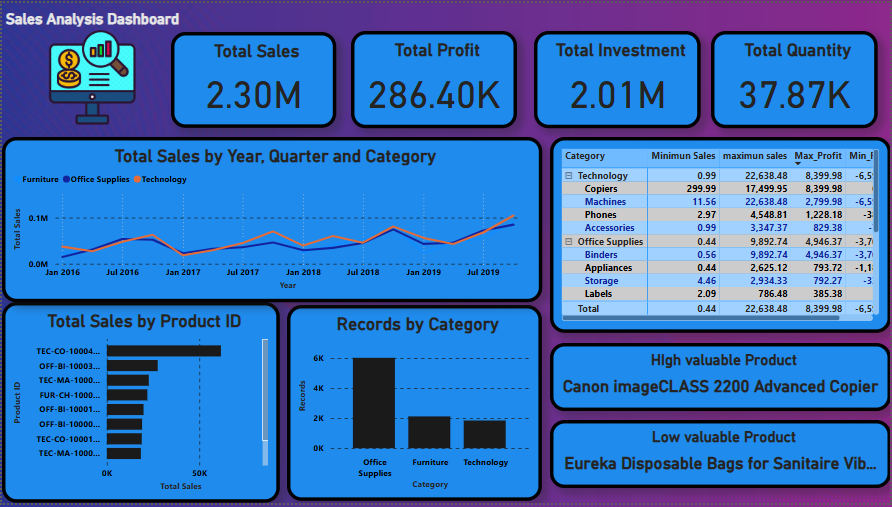 Sales Analysis Dashboard
Total Sales
2.30M
Total Profit
286.40K
Total Investment
2.01M
Total Quantity
37.87K
Total Sales by Year, Quarter and Category
Furniture Office Supplies Technology
Total Sales
0.1M
0.0M
Jan 2016 Jul 2016 Jan 2017 Jul 2017 Jan 2018 Jul 2018 Jan 2019 Jul 2019
Year
Category Minimun Sales maximun sales Max_Profit Min_
Technology 0.99 22,638.48 8,399.98 -6,5
Copiers 299.99 17,499.95 8,399.98
Machines 11.56 22,638.48 2,799.98 -6,5
Phones 2.97 4,548.81 1,228.18 -3
Accessories 0.99 3,347.37 829.38
Office Supplies 0.44 9,892.74 4,946.37 -3,7
Binders 0.56 9,892.74 4,946.37 -3,7
Appliances 0.44 2,625.12 793.72 -1,1
Storage 4.46 2,934.33 792.27 -3
Labels 2.09 786.48 385.38
Total 0.44 22,638.48 8,399.98 -6,5
Total Sales by Product ID
Product ID
TEC-CO-10004...
OFF-BI-10003...
TEC-MA-1000...
FUR-CH-1000...
OFF-BI-10001...
OFF-BI-10000...
TEC-CO-10001...
TEC-MA-1000...
0K 50K
Total Sales
Records by Category
Records
6K
4K
2K
0K
Office Supplies Furniture Technology
Category
HIgh valuable Product
Canon imageCLASS 2200 Advanced Copier
Low valuable Product
Eureka Disposable Bags for Sanitaire Vib...